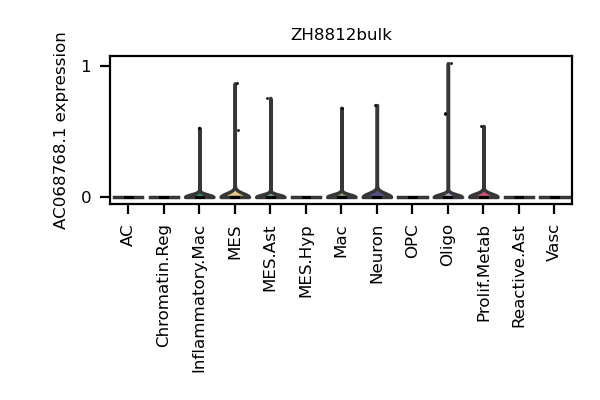 ZH8812bulk
AC068768.1 expression
1
0
AC
Chromatin.Reg
Inflammatory.Mac
MES
MES.Ast
MES.Hyp
Mac
Neuron
OPC
Oligo
Prolif.Metab
Reactive.Ast
Vasc